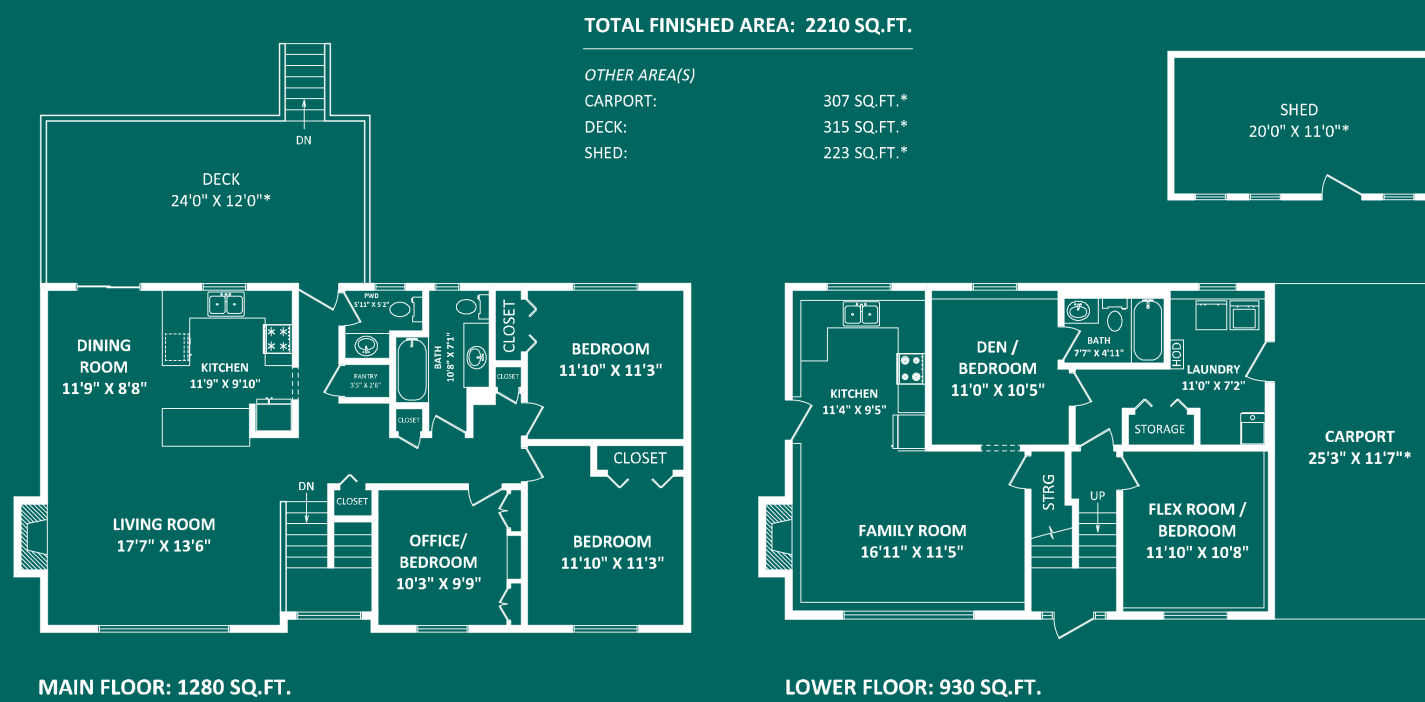 TOTAL FINISHED AREA: 2210 SQ.FT.
OTHER AREA(S)
CARPORT: 307 SQ.FT.*
DECK: 315 SQ.FT.*
SHED: 223 SQ.FT.*
SHED
20'0" X 11'0"*
DN
DECK
24'0" X 12'0"*
PWD
5'11" X 5'2"
CLOSET
DINING
ROOM
11'9" X 8'8"
KITCHEN
11'9" X 9'10"
PANTRY
3'5" X 2'6"
BATH
10'8" X 7'1"
CLOSET
CLOSET
BEDROOM
11'10" X 11'3"
CLOSET
DN
CLOSET
LIVING ROOM
17'7" X 13'6"
OFFICE/
BEDROOM
10'3" X 9'9"
BEDROOM
11'10" X 11'3"
MAIN FLOOR: 1280 SQ.FT.
KITCHEN
11'4" X 9'5"
DEN /
BEDROOM
11'0" X 10'5"
BATH
7'7" X 4'11"
HOD
LAUNDRY
11'0" X 7'2"
STORAGE
CARPORT
25'3" X 11'7"*
STRG
UP
FAMILY ROOM
16'11" X 11'5"
FLEX ROOM /
BEDROOM
11'10" X 10'8"
LOWER FLOOR: 930 SQ.FT.